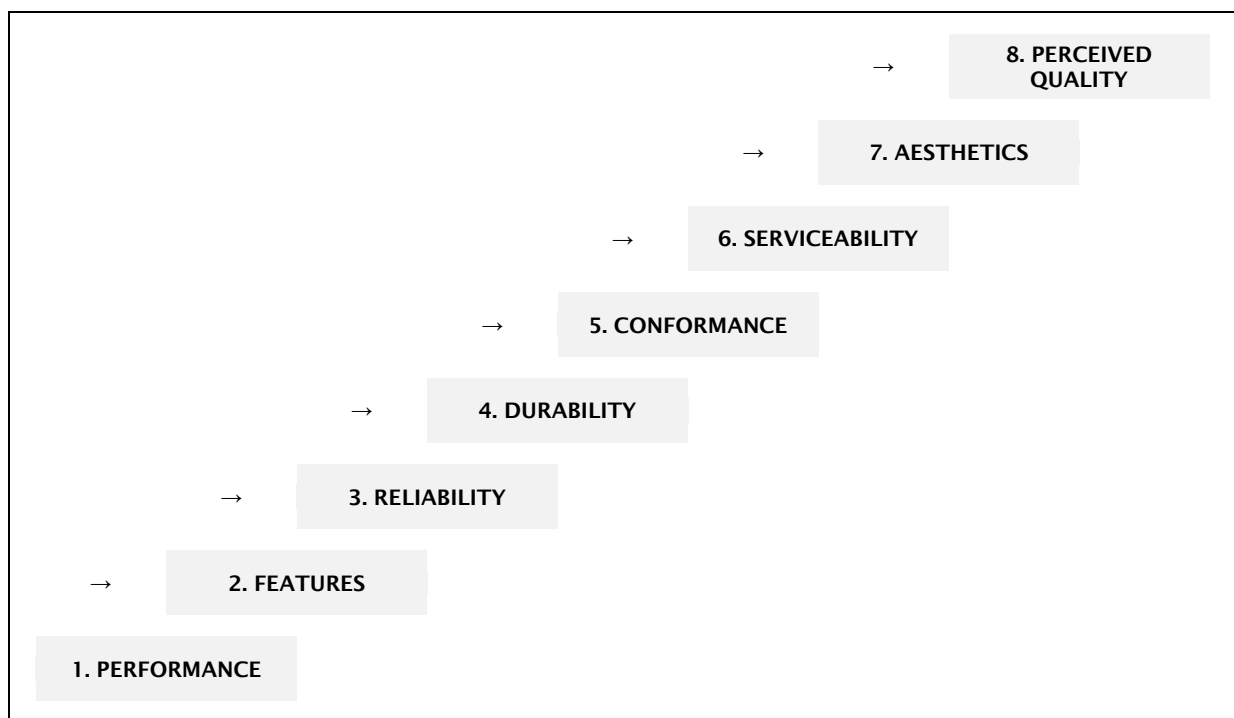 → 8. PERCEIVED
QUALITY
→ 7. AESTHETICS
→ 6. SERVICEABILITY
→ 5. CONFORMANCE
→ 4. DURABILITY
→ 3. RELIABILITY
→ 2. FEATURES
1. PERFORMANCE